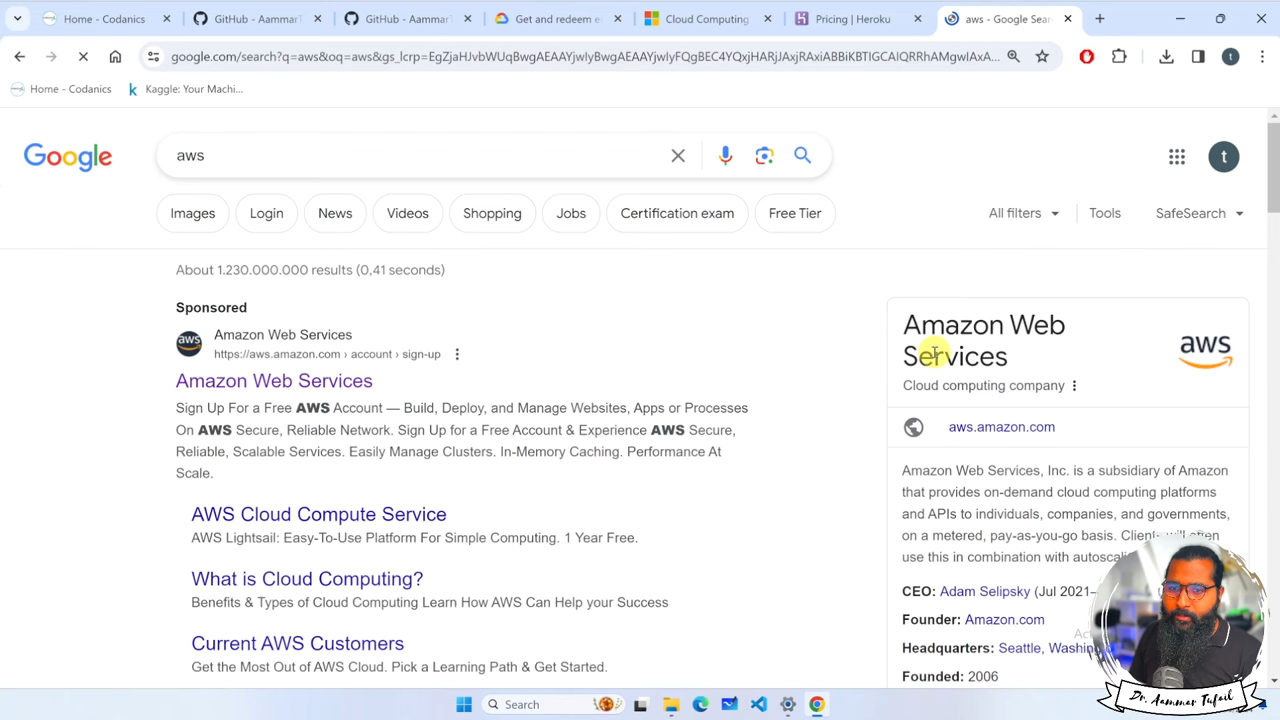 Home - Codanics
GitHub - AammarT
GitHub - AammarT
Get and redeem e
Cloud Computing
Pricing | Heroku
aws - Google Sear
google.com/search?q=aws&oq=aws&gs_lcrp=EgZjaHJvbWUqBwgAEAAYjwIyBwgAEAAYjwIyFQgBEC4YQxjHARjRAxiABBiKBTIGCAIQRRhAMgwIAxA...
t
Home - Codanics
Kaggle: Your Machi...
Google
aws
t
Images
Login
News
Videos
Shopping
Jobs
Certification exam
Free Tier
All filters
Tools
SafeSearch
About 1.230.000.000 results (0,41 seconds)
Sponsored
aws
Amazon Web Services
https://aws.amazon.com › account › sign-up
Amazon Web Services
Sign Up For a Free AWS Account — Build, Deploy, and Manage Websites, Apps or Processes
On AWS Secure, Reliable Network. Sign Up for a Free Account & Experience AWS Secure,
Reliable, Scalable Services. Easily Manage Clusters. In-Memory Caching. Performance At
Scale.
AWS Cloud Compute Service
AWS Lightsail: Easy-To-Use Platform For Simple Computing. 1 Year Free.
What is Cloud Computing?
Benefits & Types of Cloud Computing Learn How AWS Can Help your Success
Current AWS Customers
Get the Most Out of AWS Cloud. Pick a Learning Path & Get Started.
Amazon Web
Services
aws
Cloud computing company
aws.amazon.com
Amazon Web Services, Inc. is a subsidiary of Amazon
that provides on-demand cloud computing platforms
and APIs to individuals, companies, and governments,
on a metered, pay-as-you-go basis. Clients will often
use this in combination with autoscali
CEO: Adam Selipsky (Jul 2021–
Founder: Amazon.com
Headquarters: Seattle, Washing
Founded: 2006
Search
Dr. Aammar Tufail